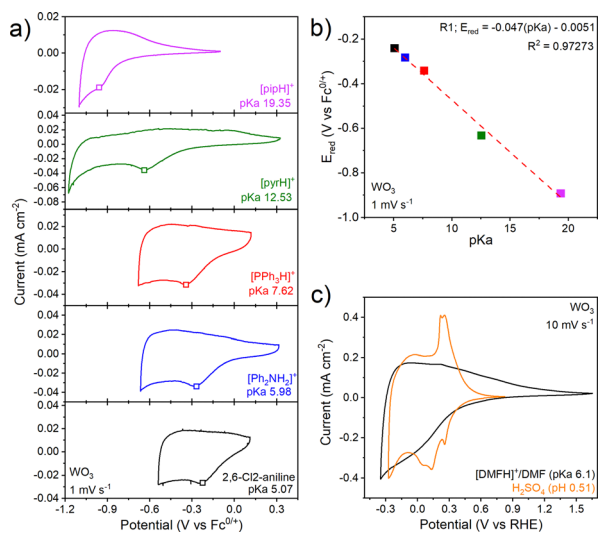 a)
0.02
0.00
-0.02
[pipH]⁺
pKa 19.35
0.04
0.02
0.00
-0.02
-0.04
-0.06
-0.08
[pyrH]⁺
pKa 12.53
0.04
0.02
0.00
-0.02
-0.04
[PPh₃H]⁺
pKa 7.62
0.04
0.02
0.00
-0.02
-0.04
[Ph₂NH₂]⁺
pKa 5.98
0.04
0.02
0.00
-0.02
-0.04
WO₃
1 mV s⁻¹
2,6-Cl2-aniline
pKa 5.07
-1.2 -0.9 -0.6 -0.3 0.0 0.3
Potential (V vs Fc⁰/⁺)
Current (mA cm⁻²)
b)
R1; E_red = -0.047(pKa) - 0.0051
R² = 0.97273
0.0
-0.2
-0.4
-0.6
-0.8
-1.0
E_red (V vs Fc⁰/⁺)
WO₃
1 mV s⁻¹
0 5 10 15 20
pKa
c)
WO₃
10 mV s⁻¹
0.4
0.2
0.0
-0.2
-0.4
Current (mA cm⁻²)
[DMFH]⁺/DMF (pKa 6.1)
H₂SO₄ (pH 0.51)
-0.3 0.0 0.3 0.6 0.9 1.2 1.5
Potential (V vs RHE)